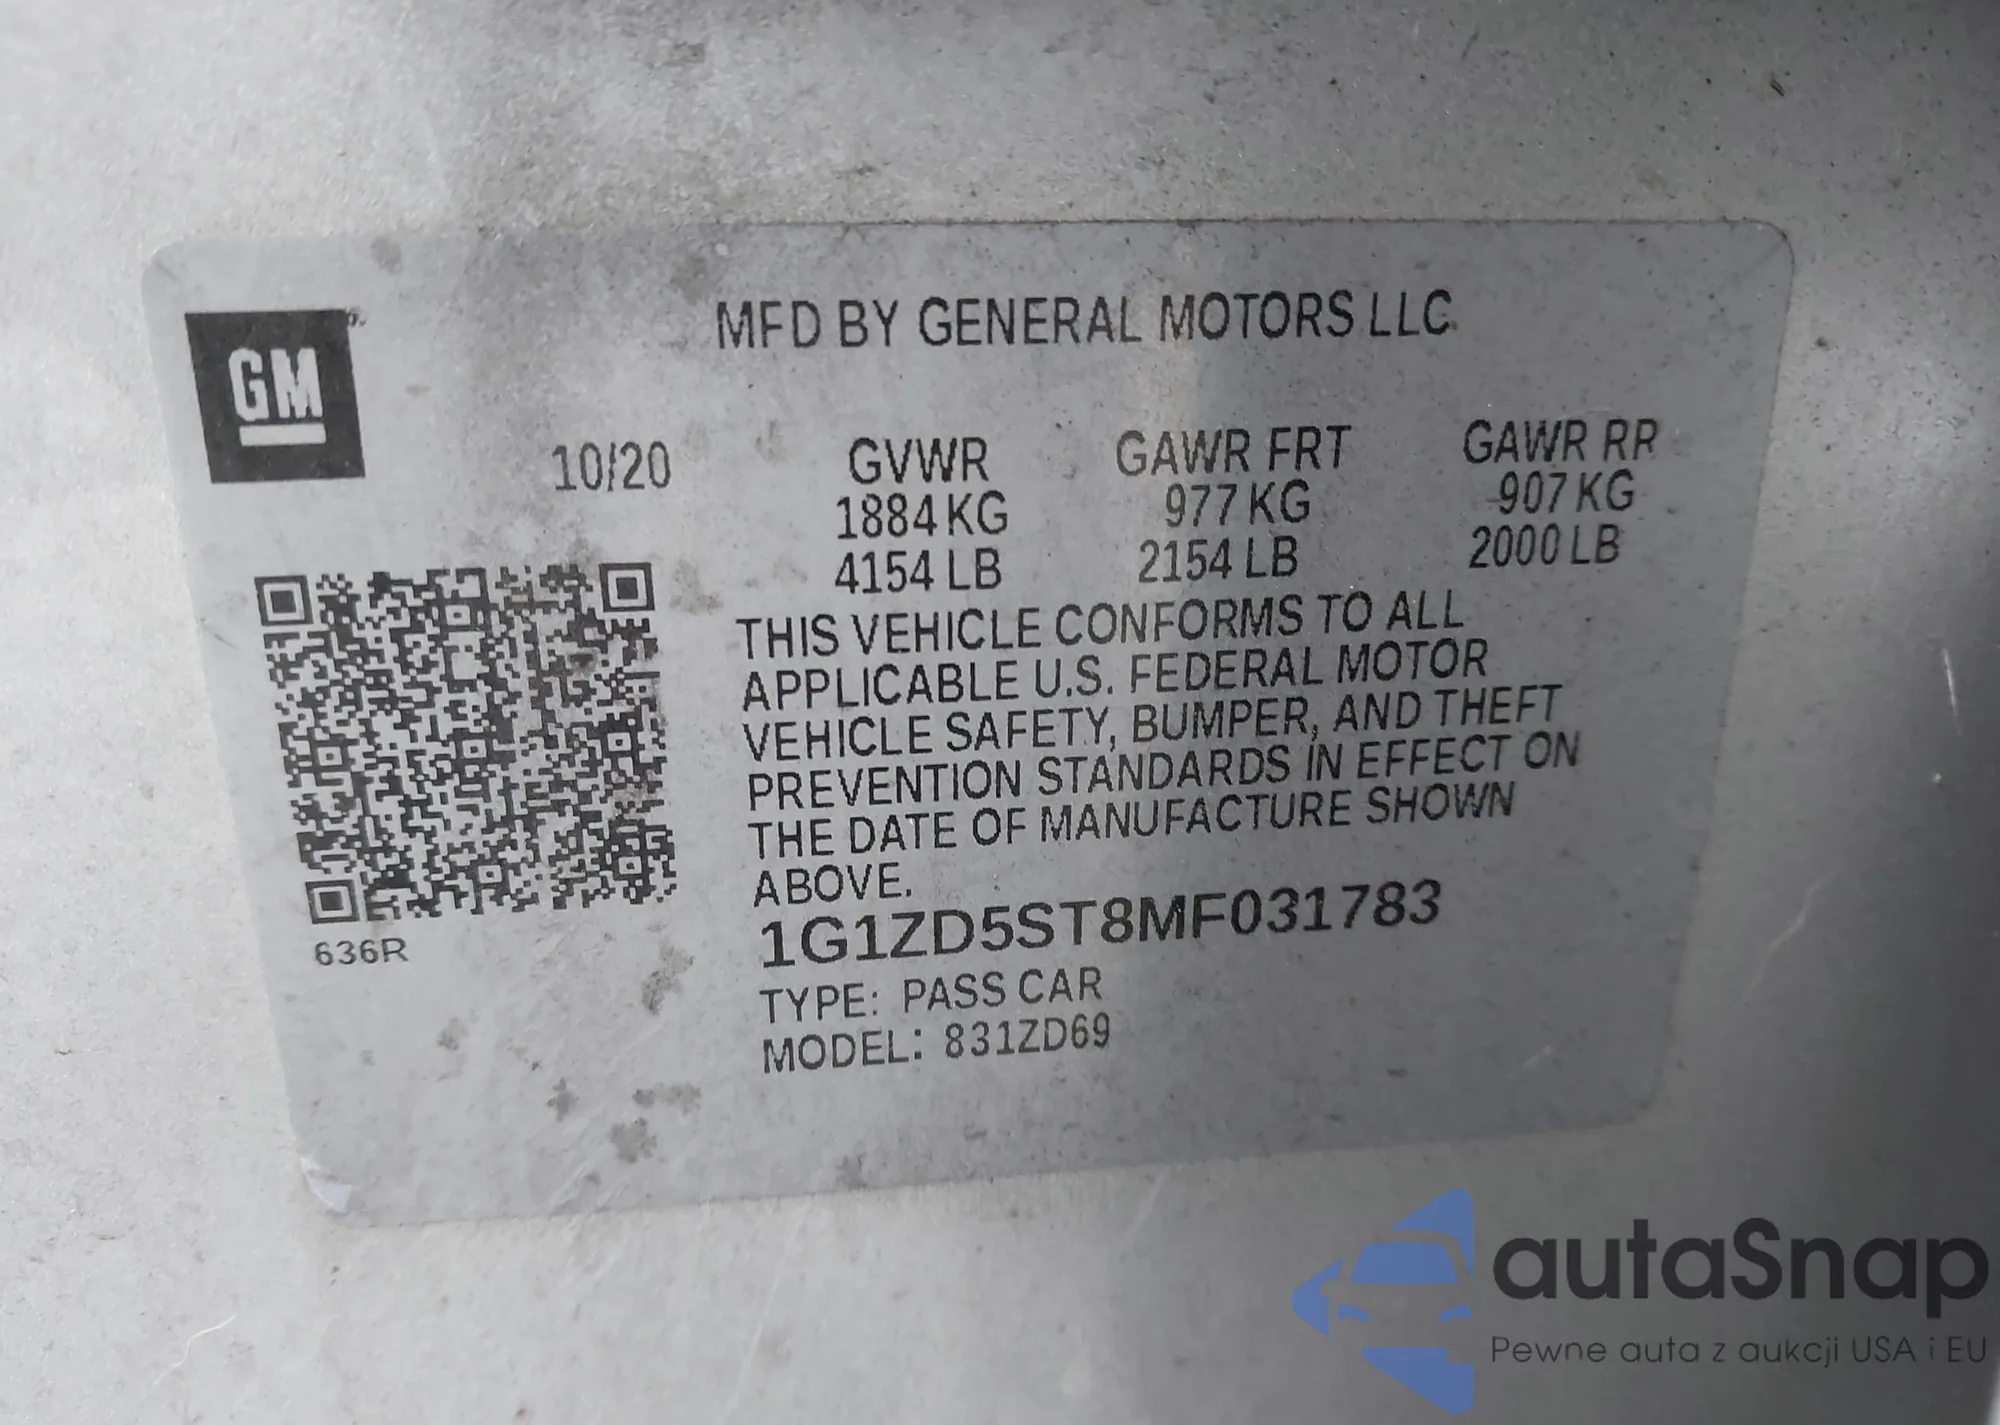 MFD BY GENERAL MOTORS LLC
GM
10/20 GVWR GAWR FRT GAWR RR
1884 KG 977 KG 907 KG
4154 LB 2154 LB 2000 LB
THIS VEHICLE CONFORMS TO ALL
APPLICABLE U.S. FEDERAL MOTOR
VEHICLE SAFETY, BUMPER, AND THEFT
PREVENTION STANDARDS IN EFFECT ON
THE DATE OF MANUFACTURE SHOWN
ABOVE.
1G1ZD5ST8MF031783
636R
TYPE: PASS CAR
MODEL: 831ZD69
autaSnap
Pewne auta z aukcji USA i EU